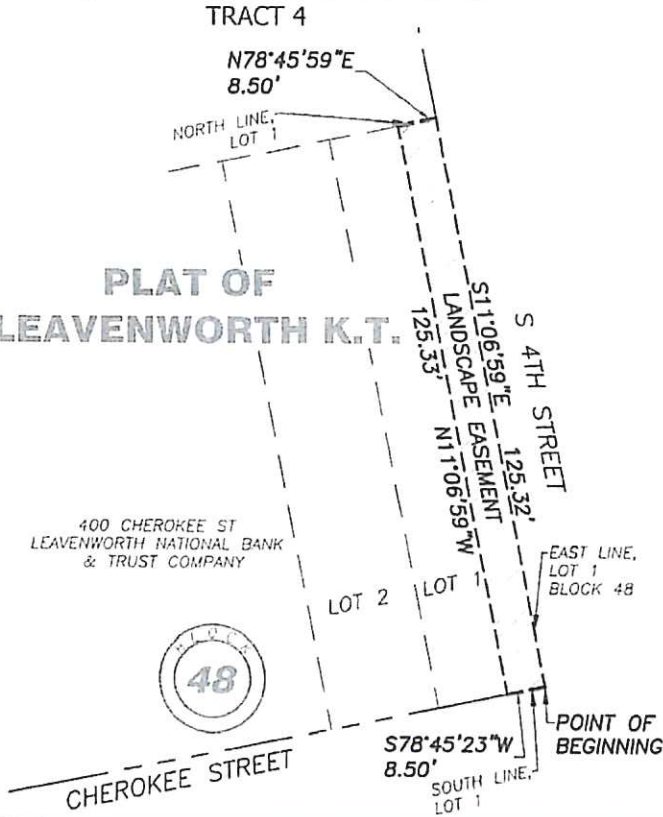 TRACT 4
N78°45'59"E
8.50'
NORTH LINE,
LOT 1
PLAT OF
LEAVENWORTH K.T.
S11°06'59"E 125.32'
S 4TH STREET
LANDSCAPE EASEMENT
125.33' N11°06'59"W
400 CHEROKEE ST
LEAVENWORTH NATIONAL BANK
& TRUST COMPANY
EAST LINE,
LOT 1
BLOCK 48
LOT 2
LOT 1
BLOCK
48
POINT OF
BEGINNING
S78°45'23"W
8.50'
SOUTH LINE,
LOT 1
CHEROKEE STREET